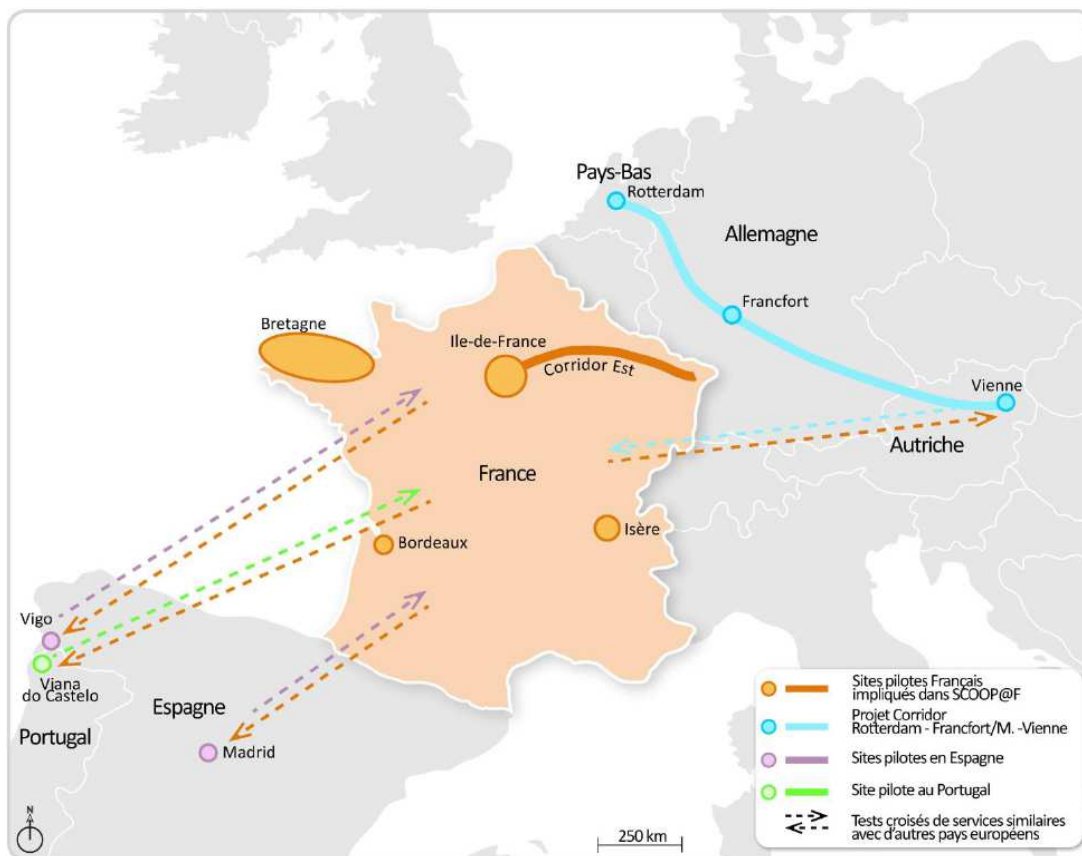 Pays-Bas
Rotterdam
Allemagne
Francfort
Bretagne
Ile-de-France
Corridor Est
Vienne
Autriche
France
Isère
Bordeaux
Vigo
Viana
do Castelo
Espagne
Portugal
Madrid
Sites pilotes Français
impliqués dans SCOOP@F
Projet Corridor
Rotterdam - Francfort/M. -Vienne
Sites pilotes en Espagne
Site pilote au Portugal
Tests croisés de services similaires
avec d'autres pays européens
N
250 km